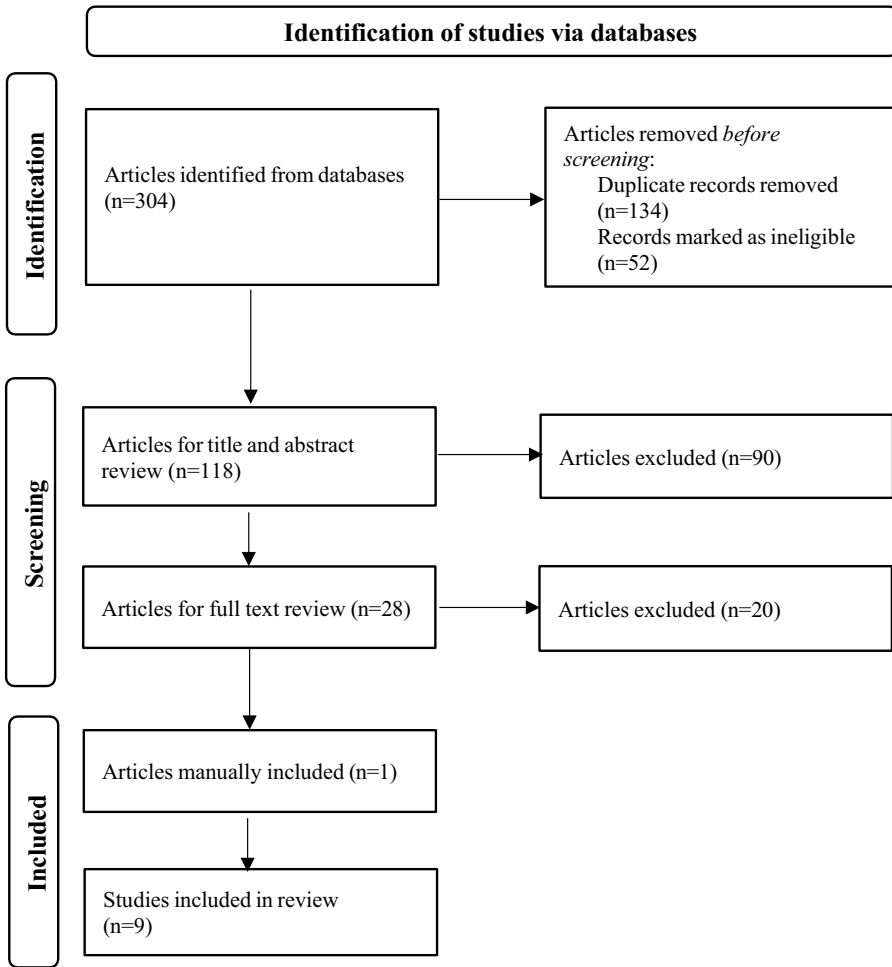 Identification of studies via databases
Identification
Articles identified from databases
(n=304)
Articles removed before
screening:
Duplicate records removed
(n=134)
Records marked as ineligible
(n=52)
Screening
Articles for title and abstract
review (n=118)
Articles excluded (n=90)
Articles for full text review (n=28)
Articles excluded (n=20)
Included
Articles manually included (n=1)
Studies included in review
(n=9)